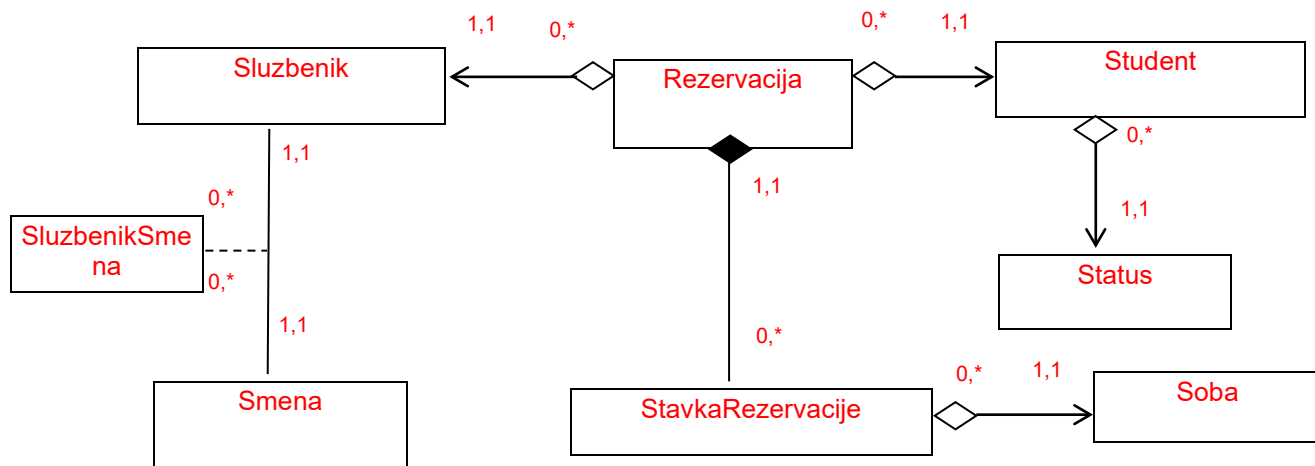 1,1
0,*
0,*
1,1
Sluzbenik
Rezervacija
Student
1,1
0,*
0,*
1,1
SluzbenikSme
na
0,*
1,1
Status
1,1
0,*
Smena
StavkaRezervacije
0,*
1,1
Soba